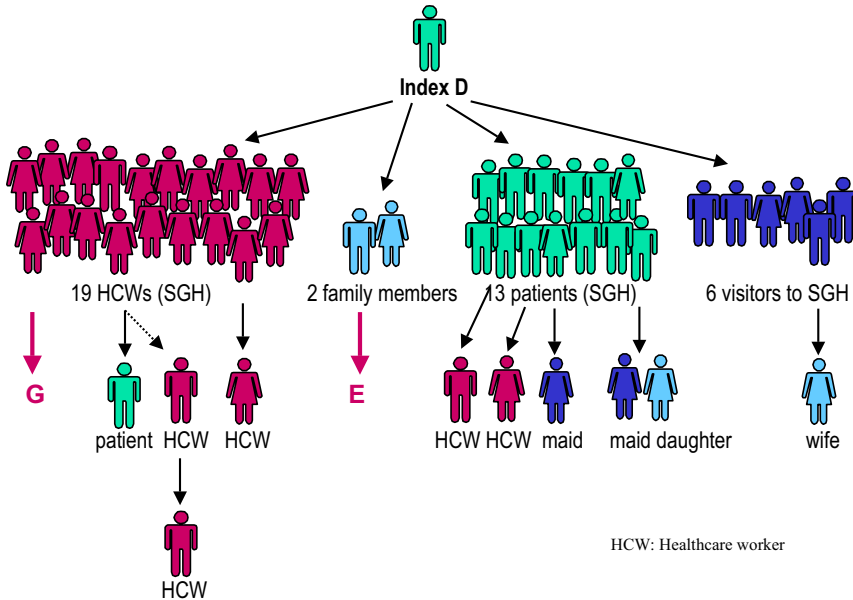 Index D
19 HCWs (SGH)
2 family members
13 patients (SGH)
6 visitors to SGH
G
E
patient
HCW
HCW
HCW
HCW
maid
maid daughter
wife
HCW
HCW: Healthcare worker